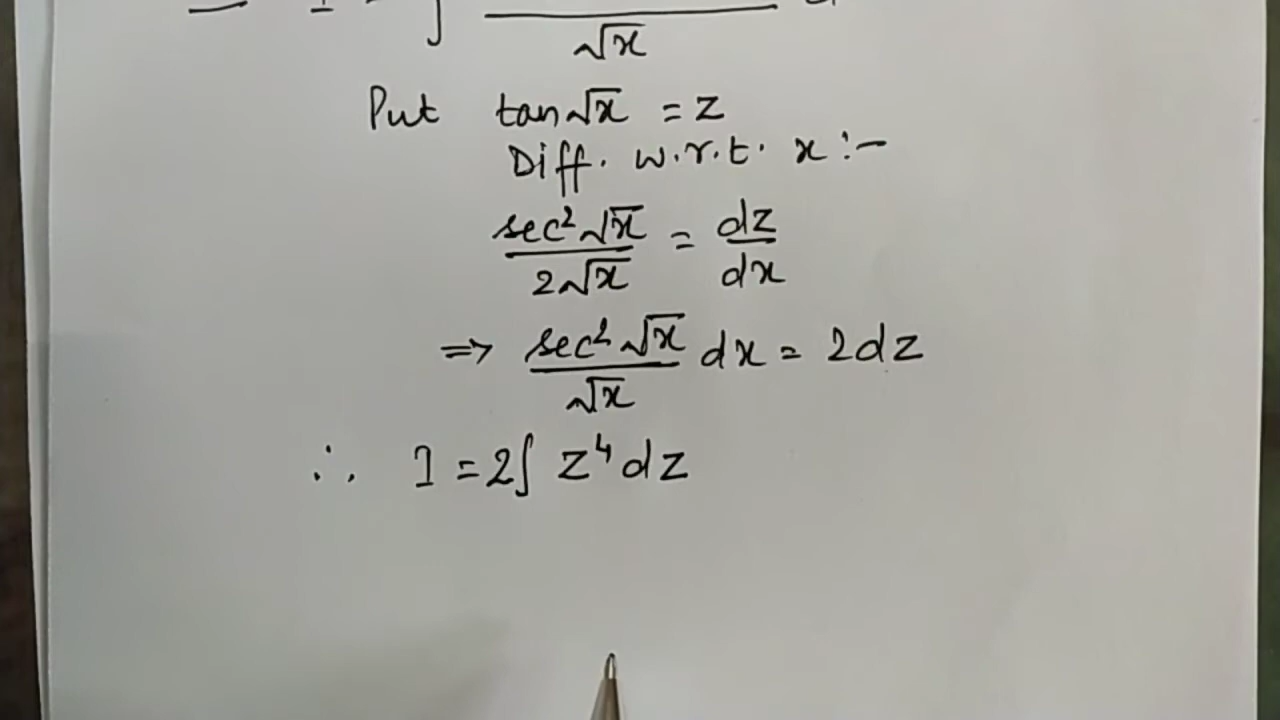 I = ∫ ──── / √x
Put tan√x = z
Diff. w.r.t. x :-
sec²√x / 2√x = dz/dx
⇒ sec²√x / √x dx = 2dz
∴ I = 2∫ z⁴ dz